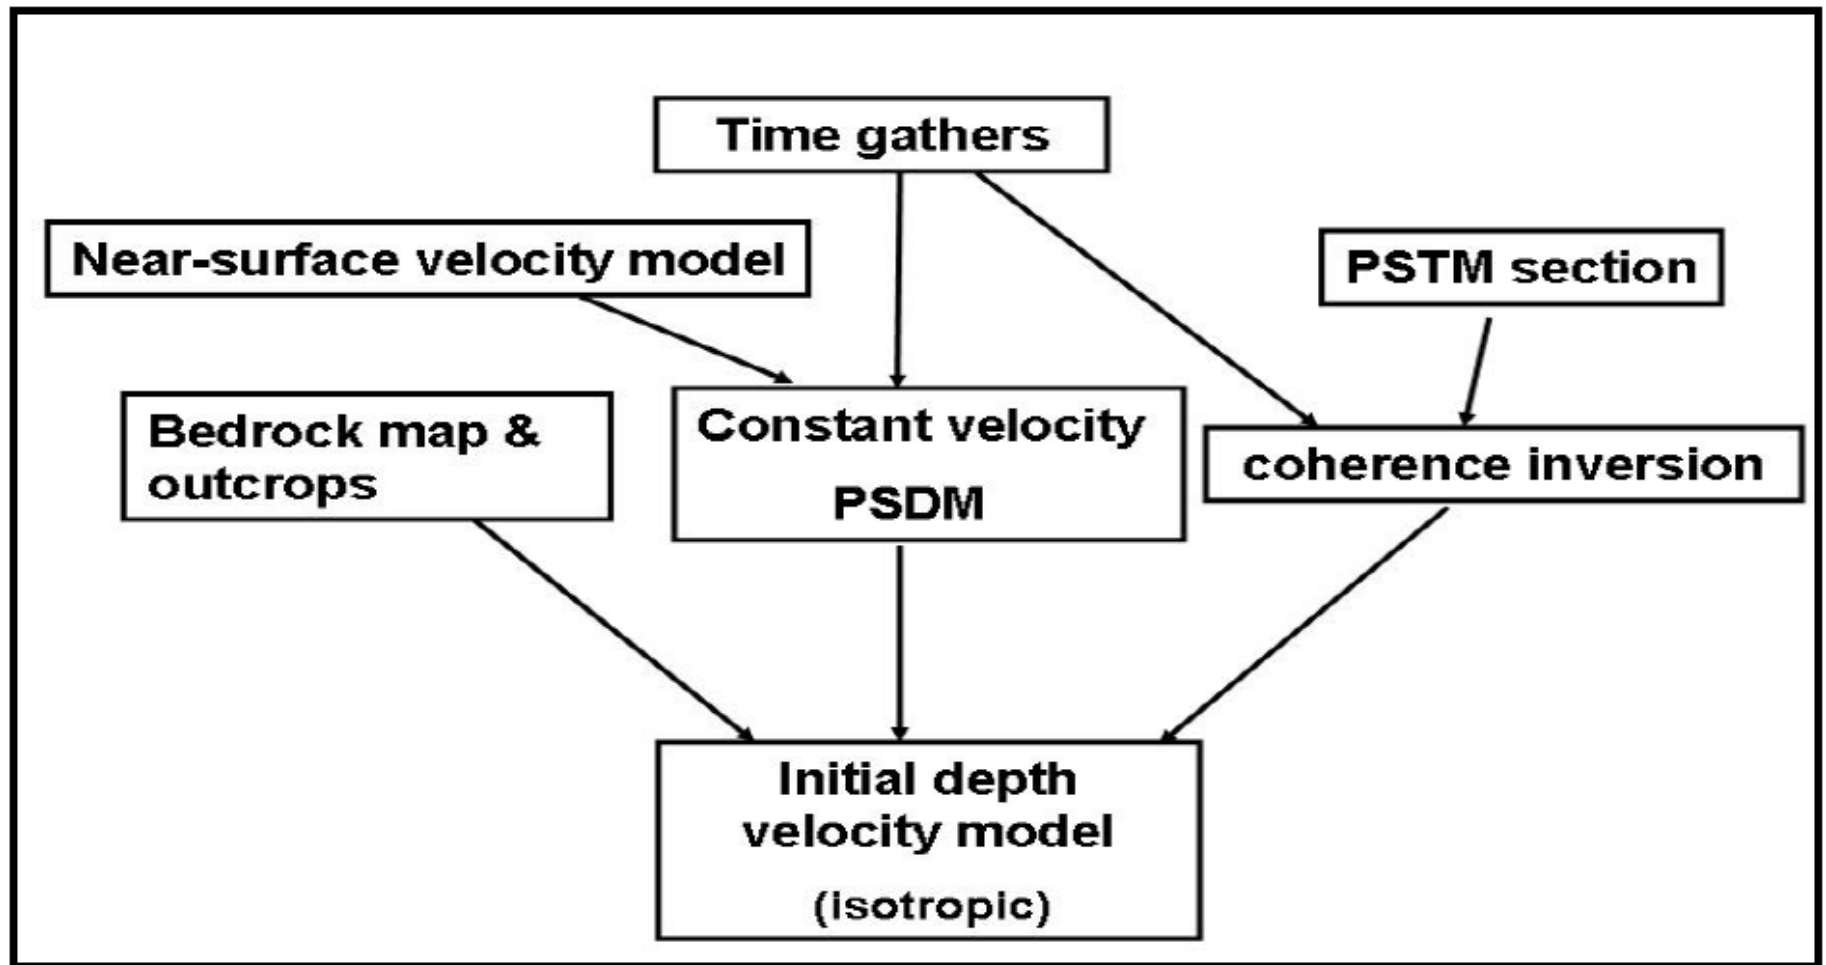 Time gathers
Near-surface velocity model
PSTM section
Bedrock map &
outcrops
Constant velocity
PSDM
coherence inversion
Initial depth
velocity model
(isotropic)